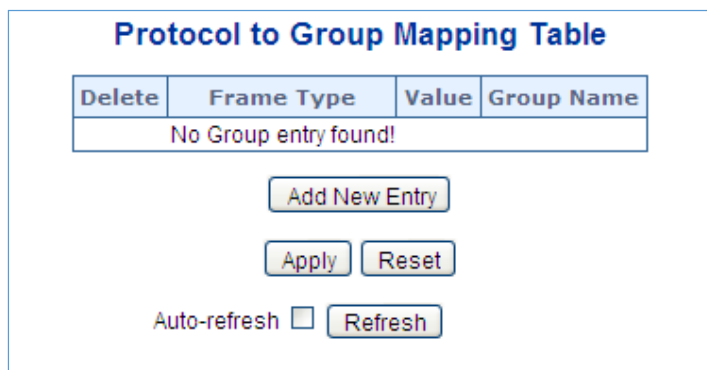 Protocol to Group Mapping Table
Delete Frame Type Value Group Name
No Group entry found!
Add New Entry
Apply Reset
Auto-refresh Refresh